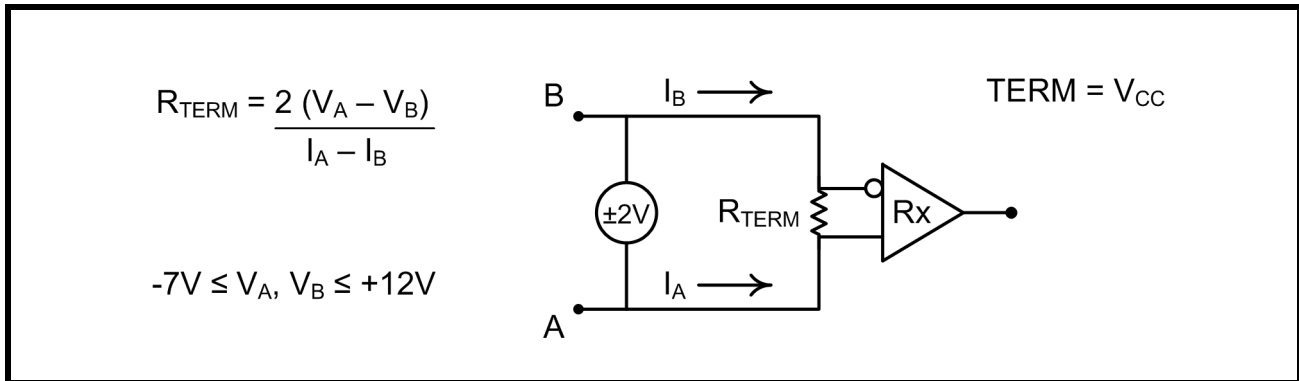 R_TERM = 2 (V_A – V_B)
I_A – I_B
-7V ≤ V_A, V_B ≤ +12V
B
I_B
±2V
R_TERM
Rx
I_A
A
TERM = V_CC